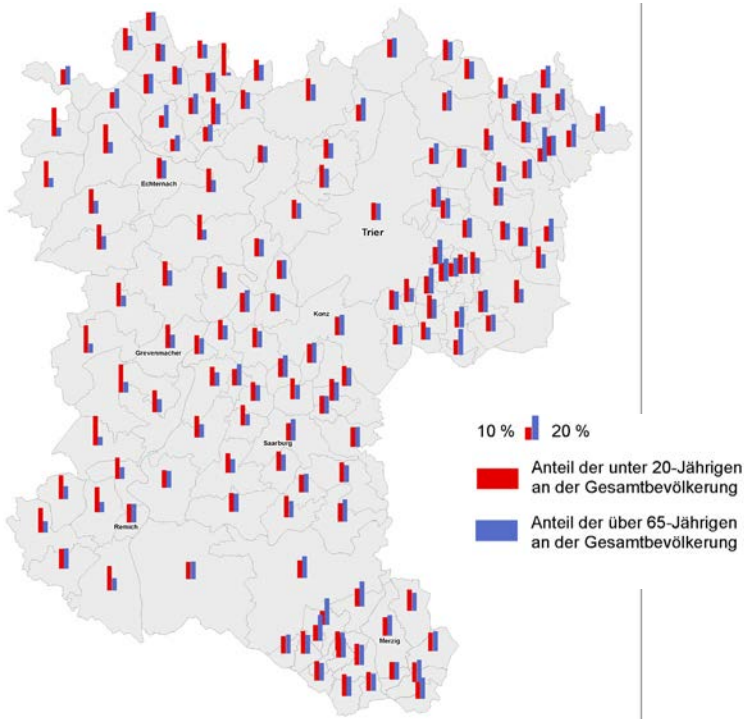 Echternach
Trier
Konz
Grevenmacher
Saarburg
10 % 20 %
Anteil der unter 20-Jährigen
an der Gesamtbevölkerung
Remich
Anteil der über 65-Jährigen
an der Gesamtbevölkerung
Merzig